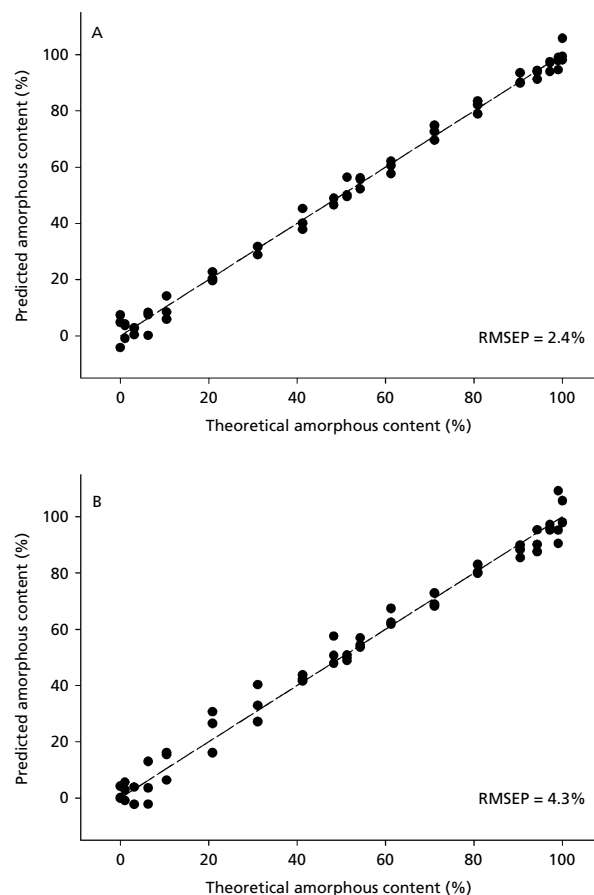 A
100
80
60
40
20
0
Predicted amorphous content (%)
RMSEP = 2.4%
0 20 40 60 80 100
Theoretical amorphous content (%)
B
100
80
60
40
20
0
Predicted amorphous content (%)
RMSEP = 4.3%
0 20 40 60 80 100
Theoretical amorphous content (%)